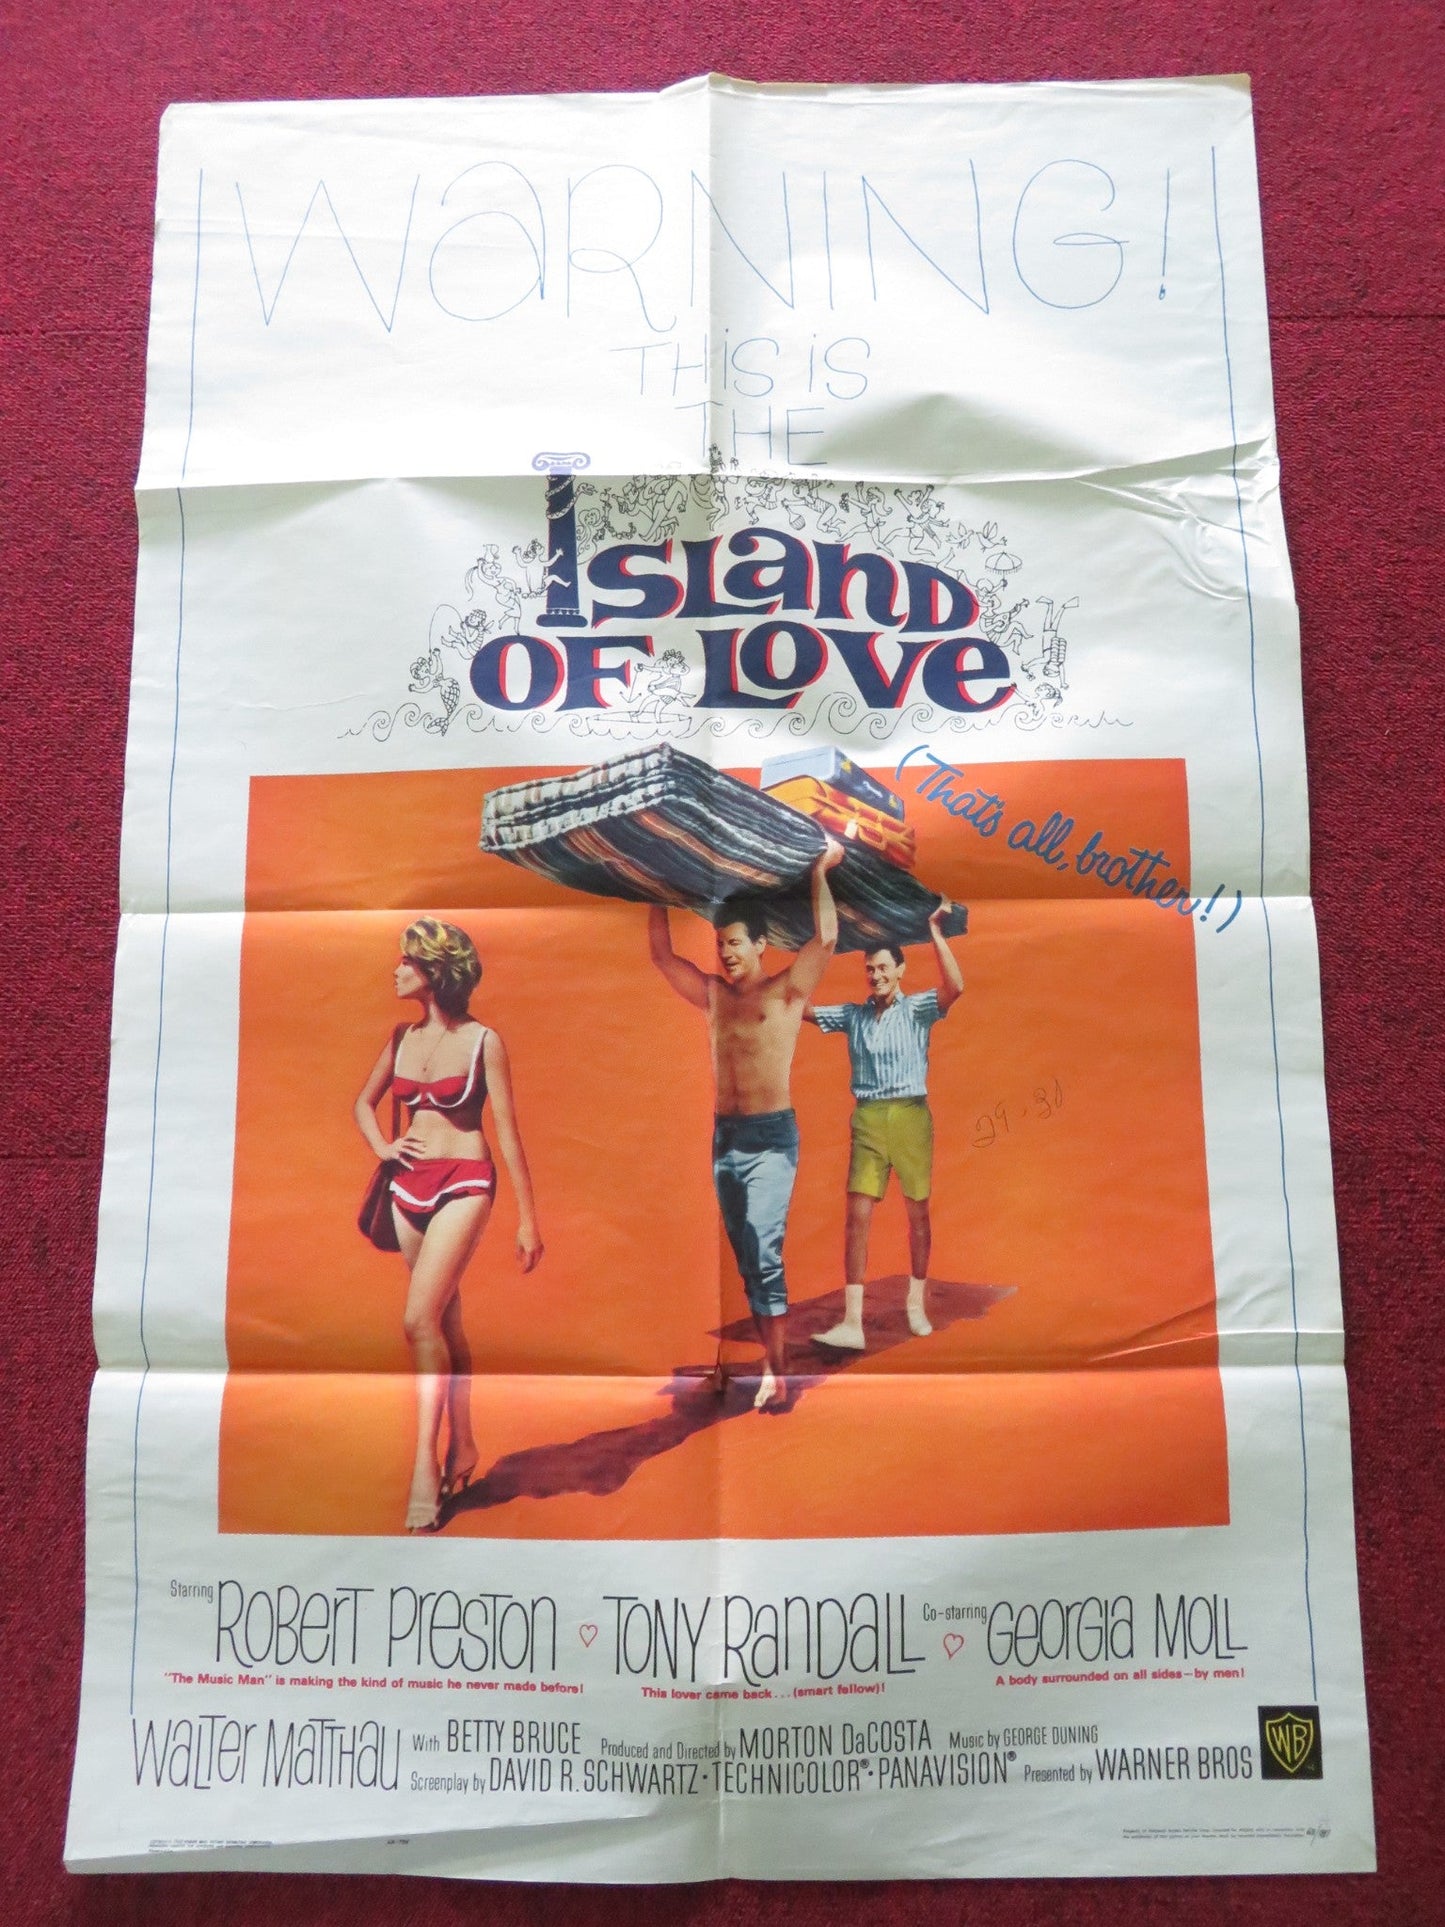 WARNING!
THIS IS
THE
ISLAND
OF LOVE
(That's all, brother!)
29-30
Starring ROBERT PRESTON ♡ TONY RANDALL Co-starring ♡ GEORGIA MOLL
"The Music Man" is making the kind of music he never made before!
This lover came back...(smart fellow)!
A body surrounded on all sides—by men!
WALTER MATTHAU With BETTY BRUCE Produced and Directed by MORTON DaCOSTA Music by GEORGE DUNING
Screenplay by DAVID R. SCHWARTZ • TECHNICOLOR® • PANAVISION® Presented by WARNER BROS
WB